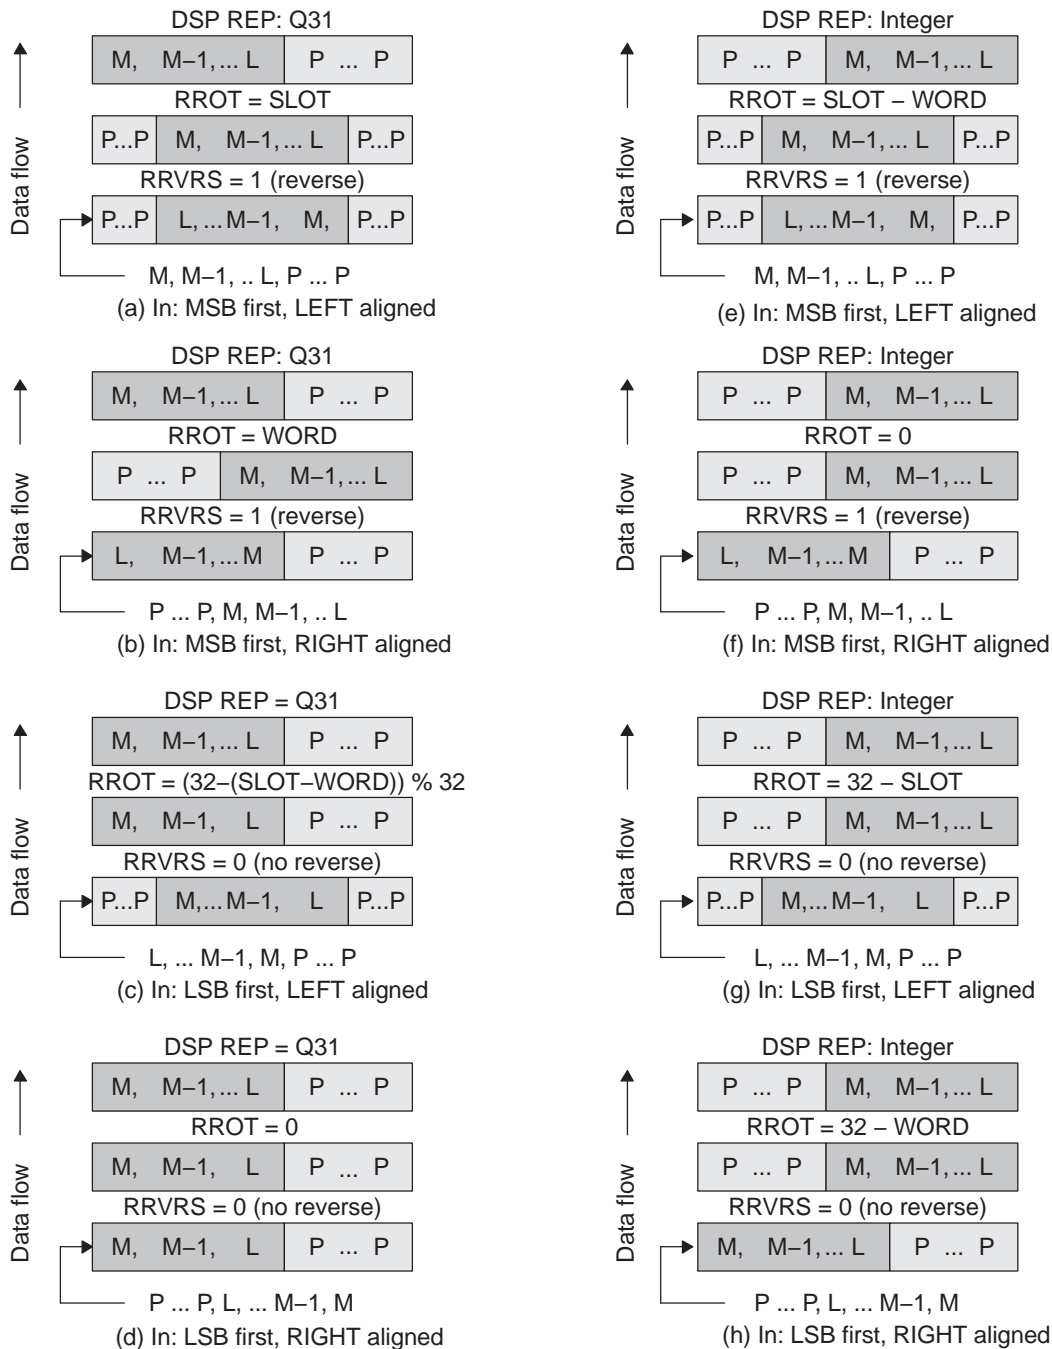 DSP REP: Q31
Data flow
M, M–1,... L P ... P
RROT = SLOT
P...P M, M–1,... L P...P
RRVRS = 1 (reverse)
P...P L, ...M–1, M, P...P
M, M–1, .. L, P ... P
(a) In: MSB first, LEFT aligned
DSP REP: Integer
Data flow
P ... P M, M–1,... L
RROT = SLOT – WORD
P...P M, M–1,... L P...P
RRVRS = 1 (reverse)
P...P L, ...M–1, M, P...P
M, M–1, .. L, P ... P
(e) In: MSB first, LEFT aligned
DSP REP: Q31
Data flow
M, M–1,... L P ... P
RROT = WORD
P ... P M, M–1,... L
RRVRS = 1 (reverse)
L, M–1,... M P ... P
P ... P, M, M–1, .. L
(b) In: MSB first, RIGHT aligned
DSP REP: Integer
Data flow
P ... P M, M–1,... L
RROT = 0
P ... P M, M–1,... L
RRVRS = 1 (reverse)
L, M–1,... M P ... P
P ... P, M, M–1, .. L
(f) In: MSB first, RIGHT aligned
DSP REP = Q31
Data flow
M, M–1,... L P ... P
RROT = (32–(SLOT–WORD)) % 32
M, M–1, L P ... P
RRVRS = 0 (no reverse)
P...P M,...M–1, L P...P
L, ... M–1, M, P ... P
(c) In: LSB first, LEFT aligned
DSP REP: Integer
Data flow
P ... P M, M–1,... L
RROT = 32 – SLOT
P ... P M, M–1,... L
RRVRS = 0 (no reverse)
P...P M,...M–1, L P...P
L, ... M–1, M, P ... P
(g) In: LSB first, LEFT aligned
DSP REP = Q31
Data flow
M, M–1,... L P ... P
RROT = 0
M, M–1, L P ... P
RRVRS = 0 (no reverse)
M, M–1, L P ... P
P ... P, L, ... M–1, M
(d) In: LSB first, RIGHT aligned
DSP REP: Integer
Data flow
P ... P M, M–1,... L
RROT = 32 – WORD
P ... P M, M–1,... L
RRVRS = 0 (no reverse)
M, M–1,... L P ... P
P ... P, L, ... M–1, M
(h) In: LSB first, RIGHT aligned